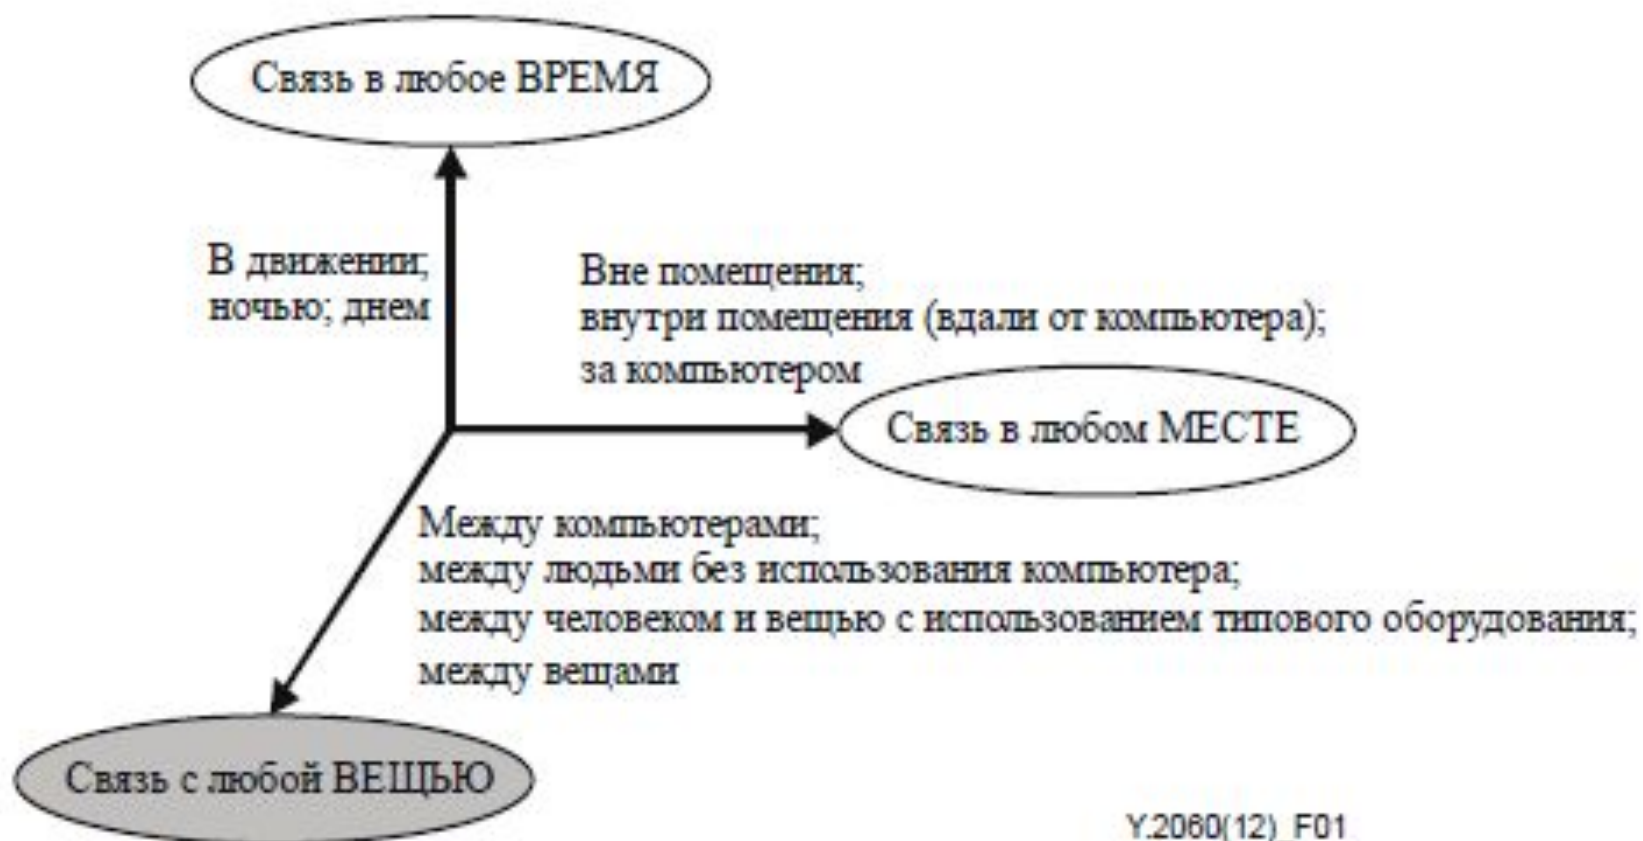 Связь в любое ВРЕМЯ
В движении;
ночью; днем
Вне помещения;
внутри помещения (вдали от компьютера);
за компьютером
Связь в любом МЕСТЕ
Между компьютерами;
между людьми без использования компьютера;
между человеком и вещью с использованием типового оборудования;
между вещами
Связь с любой ВЕЩЬЮ
Y.2060(12)_F01